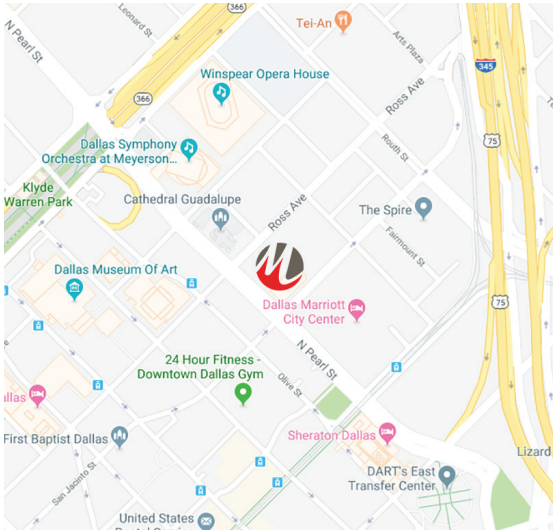 366
Leonard St
N Pearl St
Tei-An
Arts Plaza
345
Winspear Opera House
366
Ross Ave
75
Dallas Symphony
Orchestra at Meyerson...
Routh St
Klyde
Warren Park
Cathedral Guadalupe
Ross Ave
The Spire
Fairmount St
Dallas Museum Of Art
Dallas Marriott
City Center
75
N Pearl St
24 Hour Fitness -
Downtown Dallas Gym
Olive St
allas
First Baptist Dallas
Sheraton Dallas
Lizard
San Jacinto St
DART's East
Transfer Center
United States